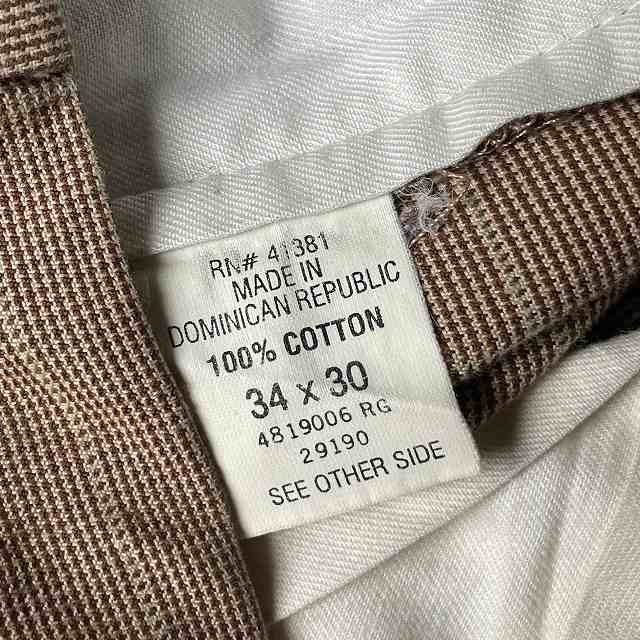 RN# 41381
MADE IN
DOMINICAN REPUBLIC
100% COTTON
34 x 30
4819006 RG
29190
SEE OTHER SIDE